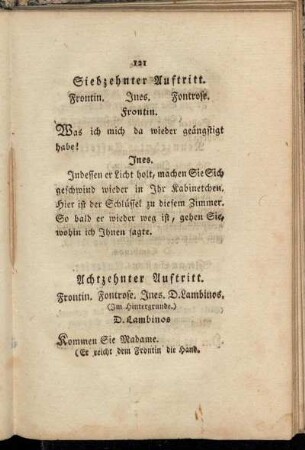 121
Siebzehnter Auftritt.
Frontin. Ines. Fontrose.
Frontin.
Was ich mich da wieder geängstigt
habe!
Ines.
Indessen er Licht holt, machen Sie Sich
geschwind wieder in Ihr Kabinetchen.
Hier ist der Schlüssel zu diesem Zimmer.
So bald er wieder weg ist, gehen Sie,
wohin ich Ihnen sagte.
Achtzehnter Auftritt.
Frontin. Fontrose. Ines. D. Lambinos.
(Im Hintergrunde.)
D. Lambinos
Kommen Sie Madame.
(Er reicht dem Frontin die Hand.